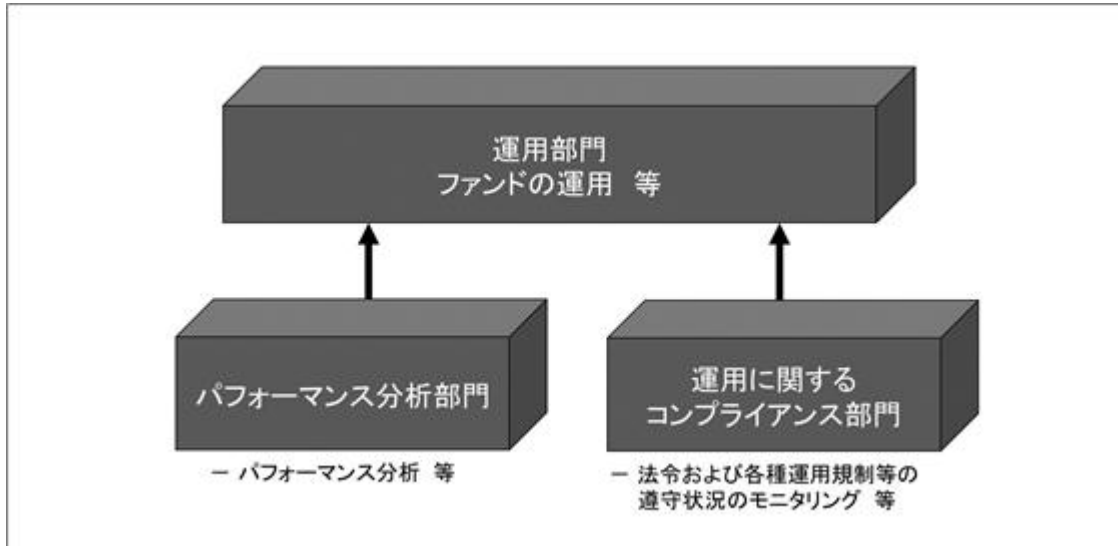 運用部門
ファンドの運用 等
パフォーマンス分析部門
－ パフォーマンス分析 等
運用に関する
コンプライアンス部門
－ 法令および各種運用規制等の
遵守状況のモニタリング 等